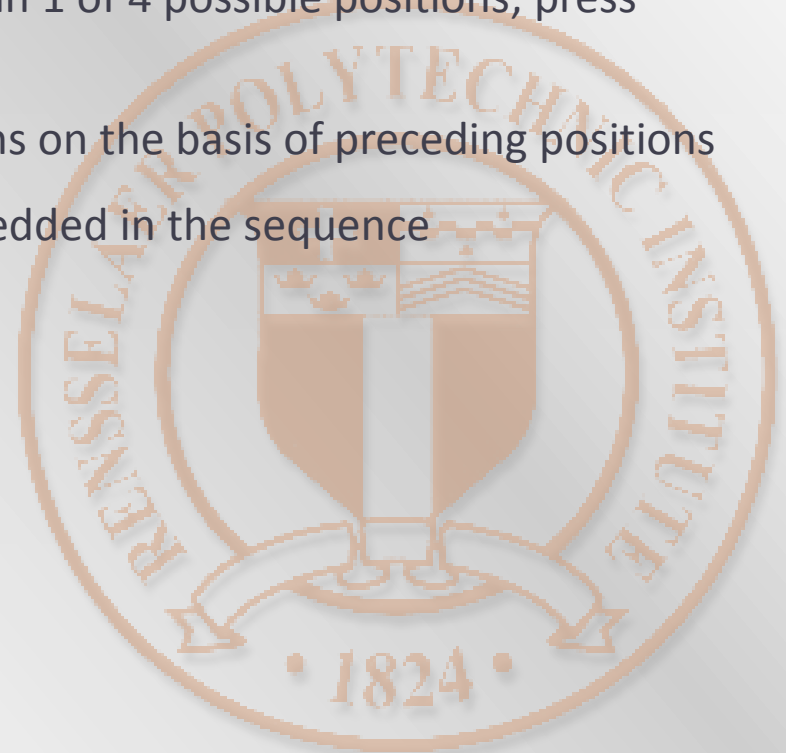 in 1 of 4 possible positions, press
ns on the basis of preceding positions
edded in the sequence
RENSSELAER POLYTECHNIC INSTITUTE
• 1824 •